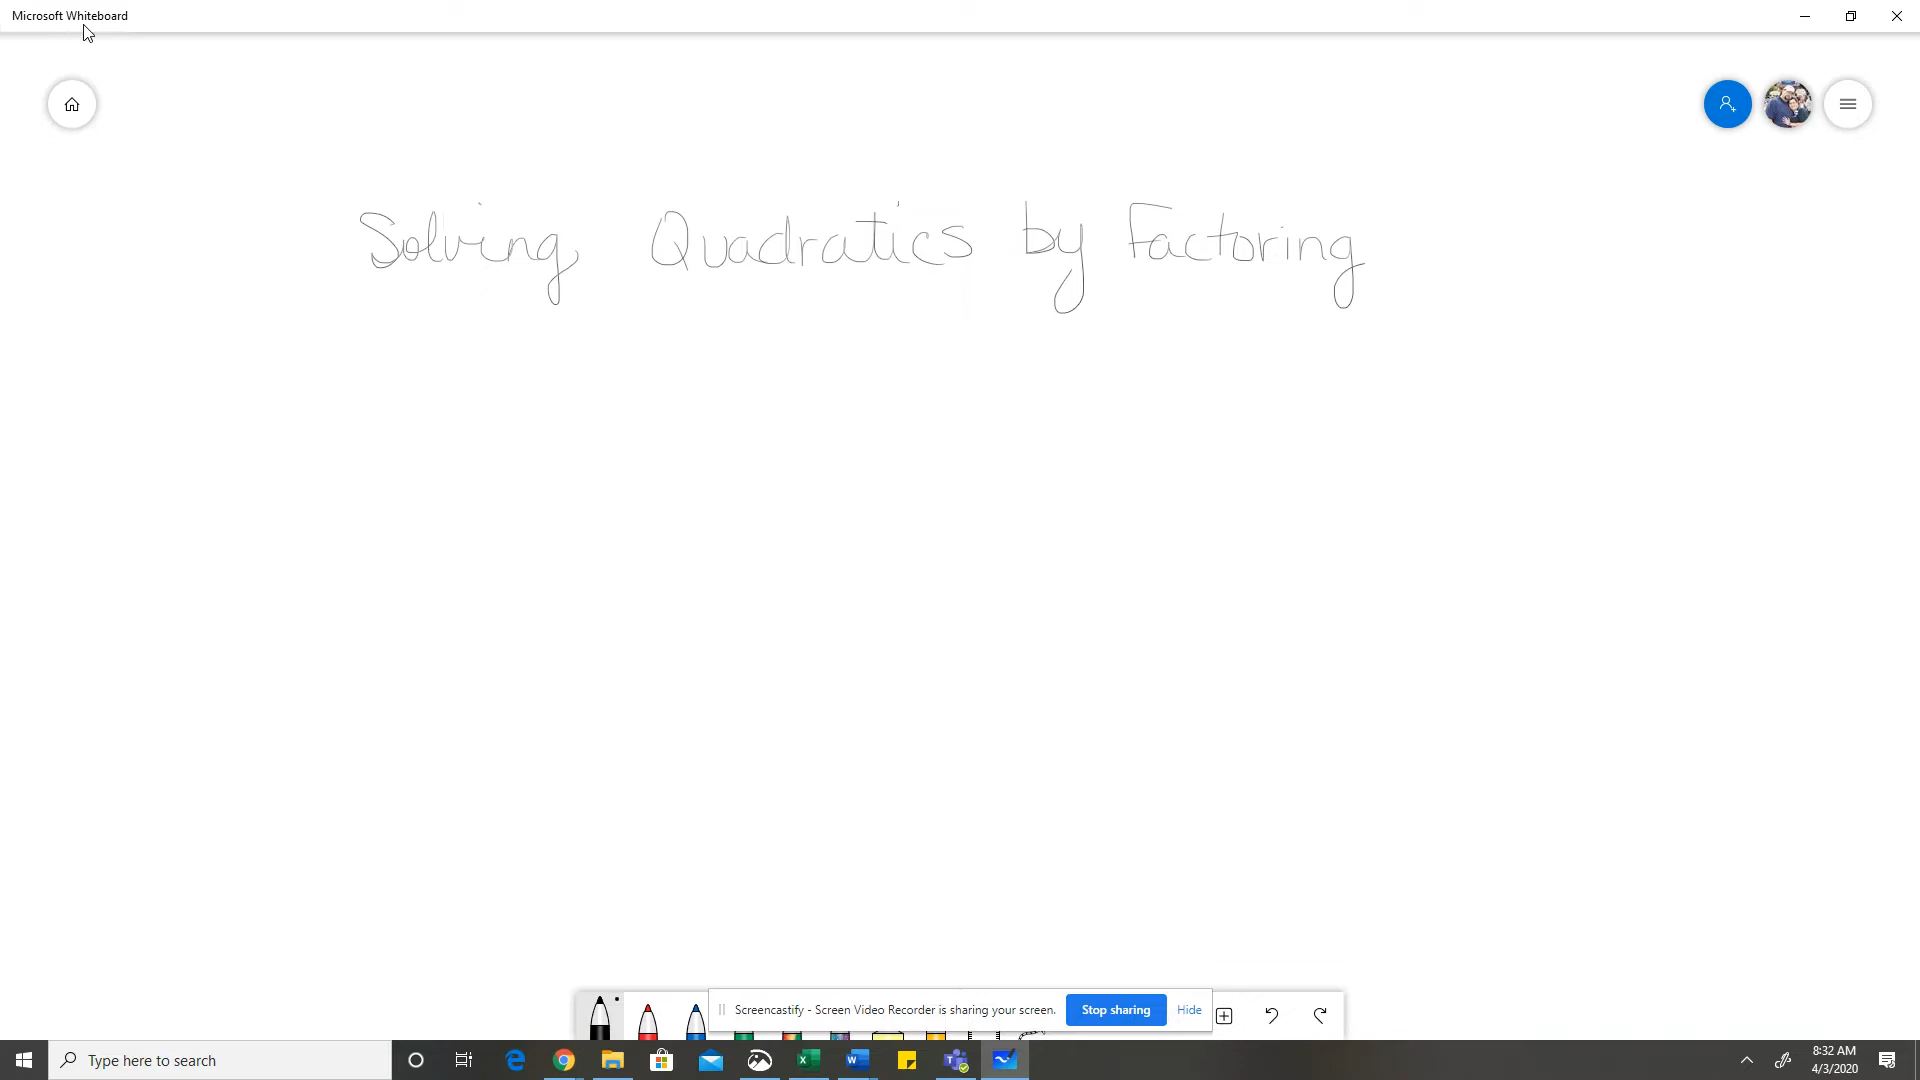 Microsoft Whiteboard
Solving Quadratics by Factoring
Screencastify - Screen Video Recorder is sharing your screen.
Stop sharing
Hide
Type here to search
8:32 AM
4/3/2020